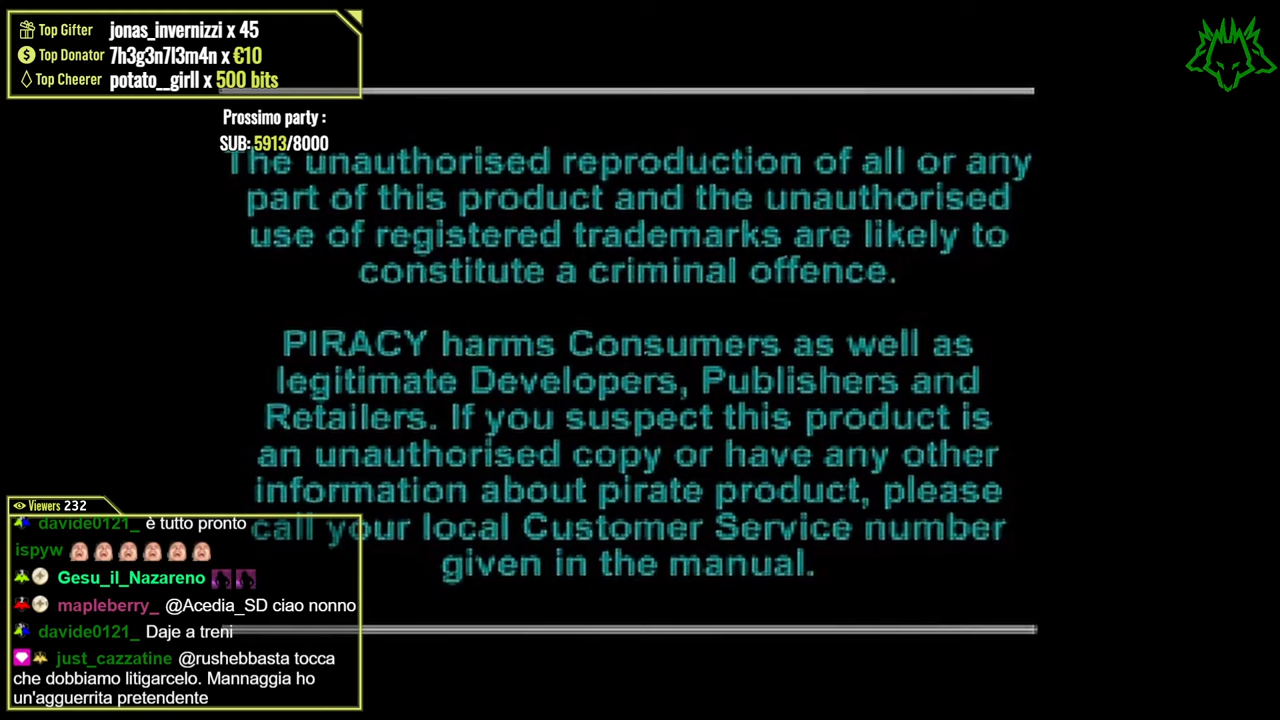 Top Gifter jonas_invernizzi x 45
Top Donator 7h3g3n7l3m4n x €10
Top Cheerer potato__girll x 500 bits
Prossimo party :
SUB: 5913/8000
The unauthorised reproduction of all or any
part of this product and the unauthorised
use of registered trademarks are likely to
constitute a criminal offence.
PIRACY harms Consumers as well as
legitimate Developers, Publishers and
Retailers. If you suspect this product is
an unauthorised copy or have any other
information about pirate product, please
call your local Customer Service number
given in the manual.
Viewers 232
davide0121_ è tutto pronto
ispyw
Gesu_il_Nazareno
mapleberry_ @Acedia_SD ciao nonno
davide0121_ Daje a treni
just_cazzatine @rushebbasta tocca
che dobbiamo litigarcelo. Mannaggia ho
un'agguerrita pretendente